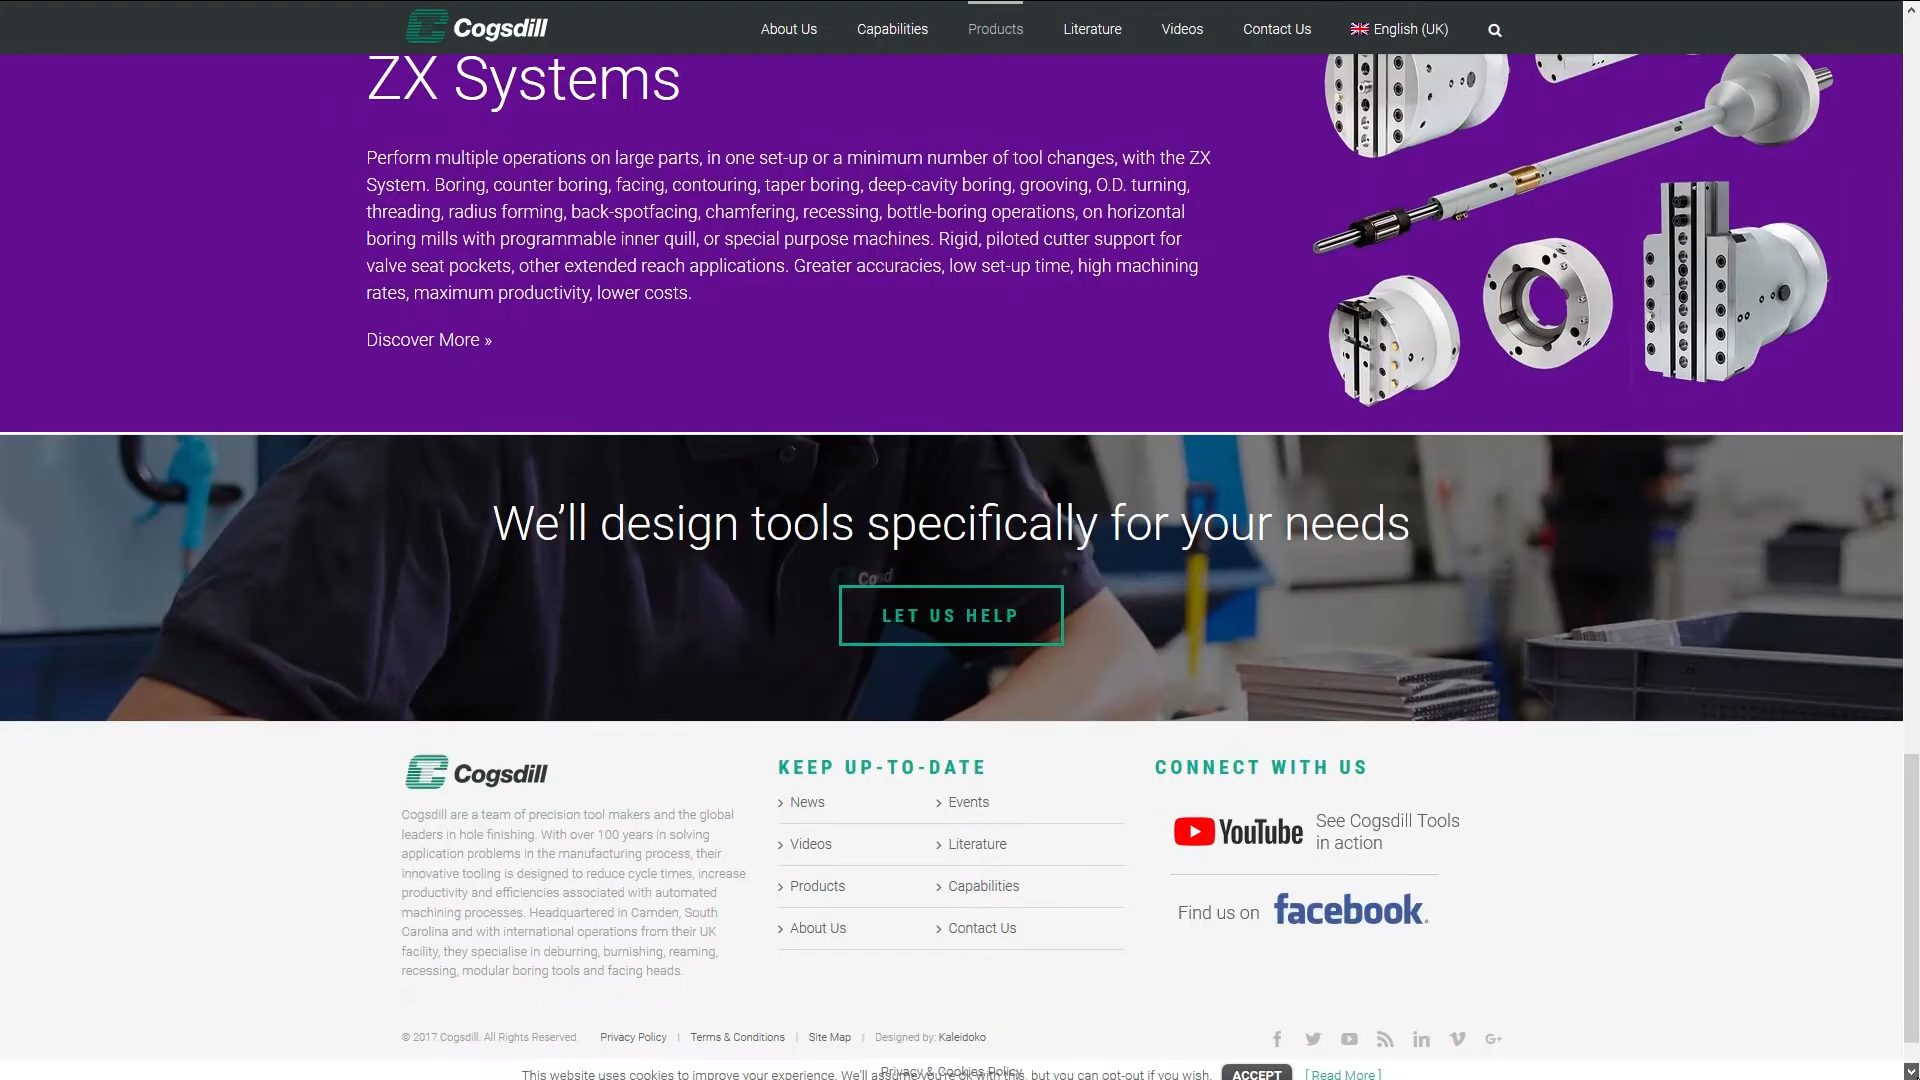 Cogsdill
About Us
Capabilities
Products
Literature
Videos
Contact Us
English (UK)
ZX Systems
Perform multiple operations on large parts, in one set-up or a minimum number of tool changes, with the ZX
System. Boring, counter boring, facing, contouring, taper boring, deep-cavity boring, grooving, O.D. turning,
threading, radius forming, back-spotfacing, chamfering, recessing, bottle-boring operations, on horizontal
boring mills with programmable inner quill, or special purpose machines. Rigid, piloted cutter support for
valve seat pockets, other extended reach applications. Greater accuracies, low set-up time, high machining
rates, maximum productivity, lower costs.
Discover More »
We’ll design tools specifically for your needs
LET US HELP
Cogsdill
Cogsdill are a team of precision tool makers and the global
leaders in hole finishing. With over 100 years in solving
application problems in the manufacturing process, their
innovative tooling is designed to reduce cycle times, increase
productivity and efficiencies associated with automated
machining processes. Headquartered in Camden, South
Carolina and with international operations from their UK
facility, they specialise in deburring, burnishing, reaming,
recessing, modular boring tools and facing heads.
KEEP UP-TO-DATE
News
Events
Videos
Literature
Products
Capabilities
About Us
Contact Us
CONNECT WITH US
YouTube
See Cogsdill Tools
in action
Find us on facebook.
© 2017 Cogsdill. All Rights Reserved. Privacy Policy | Terms & Conditions | Site Map | Designed by: Kaleidoko
Privacy & Cookies Policy
This website uses cookies to improve your experience. We'll assume you're ok with this, but you can opt-out if you wish. ACCEPT [ Read More ]